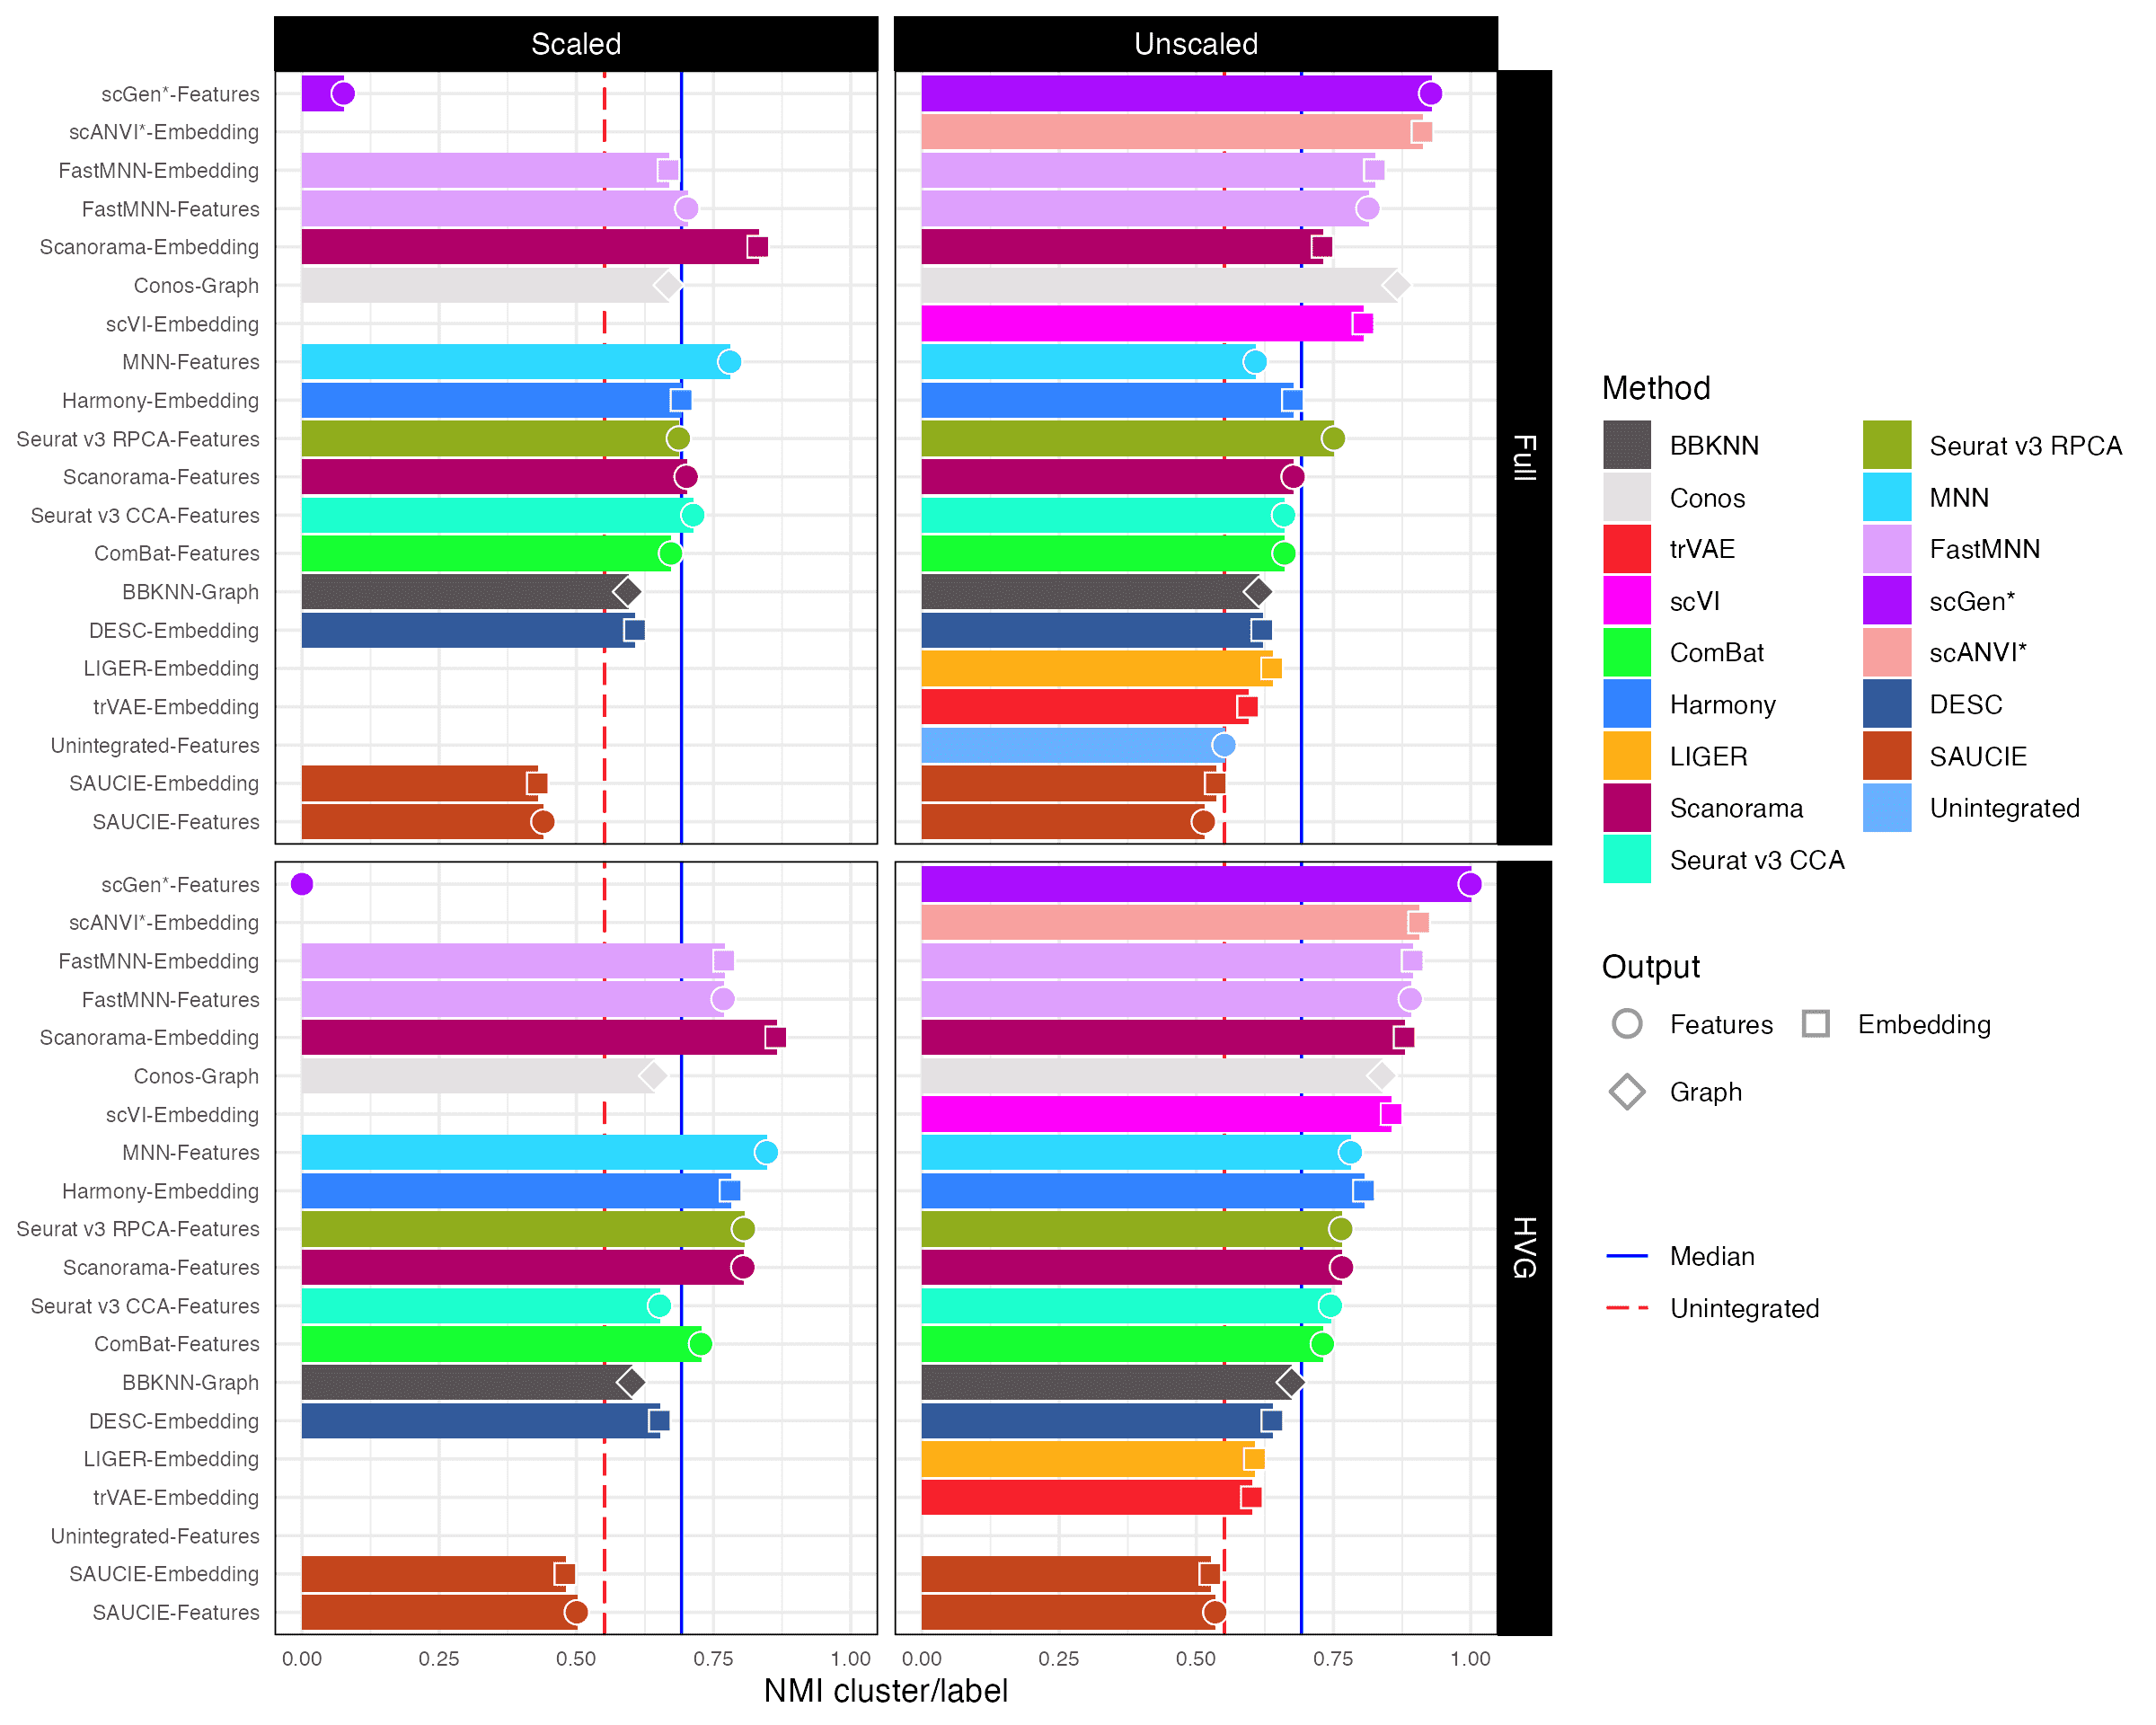 Scaled
Unscaled
scGen*-Features
scANVI*-Embedding
FastMNN-Embedding
FastMNN-Features
Scanorama-Embedding
Conos-Graph
scVI-Embedding
MNN-Features
Harmony-Embedding
Seurat v3 RPCA-Features
Scanorama-Features
Seurat v3 CCA-Features
ComBat-Features
BBKNN-Graph
DESC-Embedding
LIGER-Embedding
trVAE-Embedding
Unintegrated-Features
SAUCIE-Embedding
SAUCIE-Features
Full
scGen*-Features
scANVI*-Embedding
FastMNN-Embedding
FastMNN-Features
Scanorama-Embedding
Conos-Graph
scVI-Embedding
MNN-Features
Harmony-Embedding
Seurat v3 RPCA-Features
Scanorama-Features
Seurat v3 CCA-Features
ComBat-Features
BBKNN-Graph
DESC-Embedding
LIGER-Embedding
trVAE-Embedding
Unintegrated-Features
SAUCIE-Embedding
SAUCIE-Features
HVG
0.00 0.25 0.50 0.75 1.00 0.00 0.25 0.50 0.75 1.00
NMI cluster/label
Method
BBKNN
Conos
trVAE
scVI
ComBat
Harmony
LIGER
Scanorama
Seurat v3 CCA
Seurat v3 RPCA
MNN
FastMNN
scGen*
scANVI*
DESC
SAUCIE
Unintegrated
Output
Features
Embedding
Graph
Median
Unintegrated